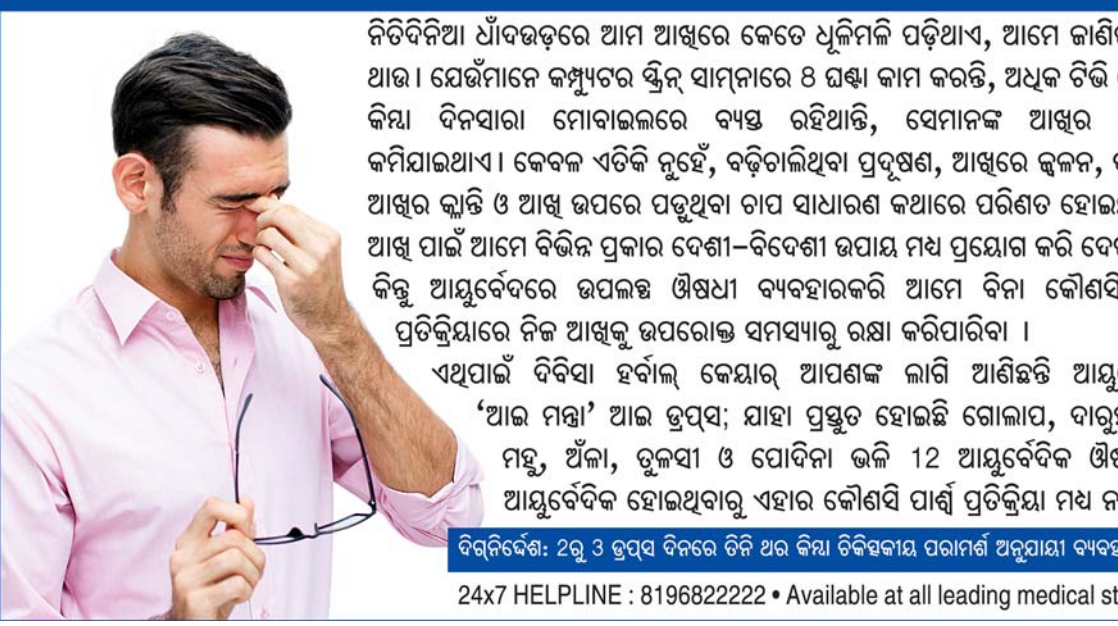 ନିତିଦିନିଆ ଧାଁଦଉଡ଼ରେ ଆମ ଆଖିରେ କେତେ ଧୂଳିମଳି ପଡ଼ିଥାଏ, ଆମେ
ଥାଉ। ଯେଉଁମାନେ କମ୍ପ୍ୟୁଟର ସ୍କ୍ରିନ୍ ସାମ୍ନାରେ 8 ଘଣ୍ଟା କାମ କରନ୍ତି, ଅଧିକ ଟିଭି
କିମ୍ବା ଦିନସାରା ମୋବାଇଲରେ ବ୍ୟସ୍ତ ରହିଥାନ୍ତି, ସେମାନଙ୍କ ଆଖିର
କମିଯାଇଥାଏ। କେବଳ ଏତିକି ନୁହେଁ, ବଢ଼ିଚାଲିଥିବା ପ୍ରଦୂଷଣ, ଆଖିରେ ଜ୍ୱଳନ,
ଆଖିର କ୍ଲାନ୍ତି ଓ ଆଖି ଉପରେ ପଡୁଥିବା ଚାପ ସାଧାରଣ କଥାରେ ପରିଣତ
ଆଖି ପାଇଁ ଆମେ ବିଭିନ୍ନ ପ୍ରକାର ଦେଶୀ–ବିଦେଶୀ ଉପାୟ ମଧ୍ୟ ପ୍ରୟୋଗ କରି
କିନ୍ତୁ ଆୟୁର୍ବେଦରେ ଉପଲବ୍ଧ ଔଷଧୀ ବ୍ୟବହାରକରି ଆମେ ବିନା କୌଣସି
ପ୍ରତିକ୍ରିୟାରେ ନିଜ ଆଖିକୁ ଉପରୋକ୍ତ ସମସ୍ୟାରୁ ରକ୍ଷା କରିପାରିବା ।
ଏଥିପାଇଁ ଦିବିସା ହର୍ବାଲ୍ କେୟାର୍ ଆପଣଙ୍କ ଲାଗି ଆଣିଛନ୍ତି
‘ଆଇ ମନ୍ତ୍ରା’ ଆଇ ଡ୍ରପ୍ସ; ଯାହା ପ୍ରସ୍ତୁତ ହୋଇଛି ଗୋଲାପ,
ମହୁ, ଅଁଳା, ତୁଳସୀ ଓ ପୋଦିନା ଭଳି 12 ଆୟୁର୍ବେଦିକ
ଆୟୁର୍ବେଦିକ ହୋଇଥିବାରୁ ଏହାର କୌଣସି ପାର୍ଶ୍ଵ ପ୍ରତିକ୍ରିୟା ମଧ୍ୟ
ଦିଗ୍‌ନିର୍ଦ୍ଦେଶ: 2ରୁ 3 ଡ୍ରପ୍ସ ଦିନରେ ତିନି ଥର କିମ୍ବା ଚିକିତ୍ସକୀୟ ପରାମର୍ଶ ଅନୁଯାୟୀ
24x7 HELPLINE : 8196822222 • Available at all leading medical